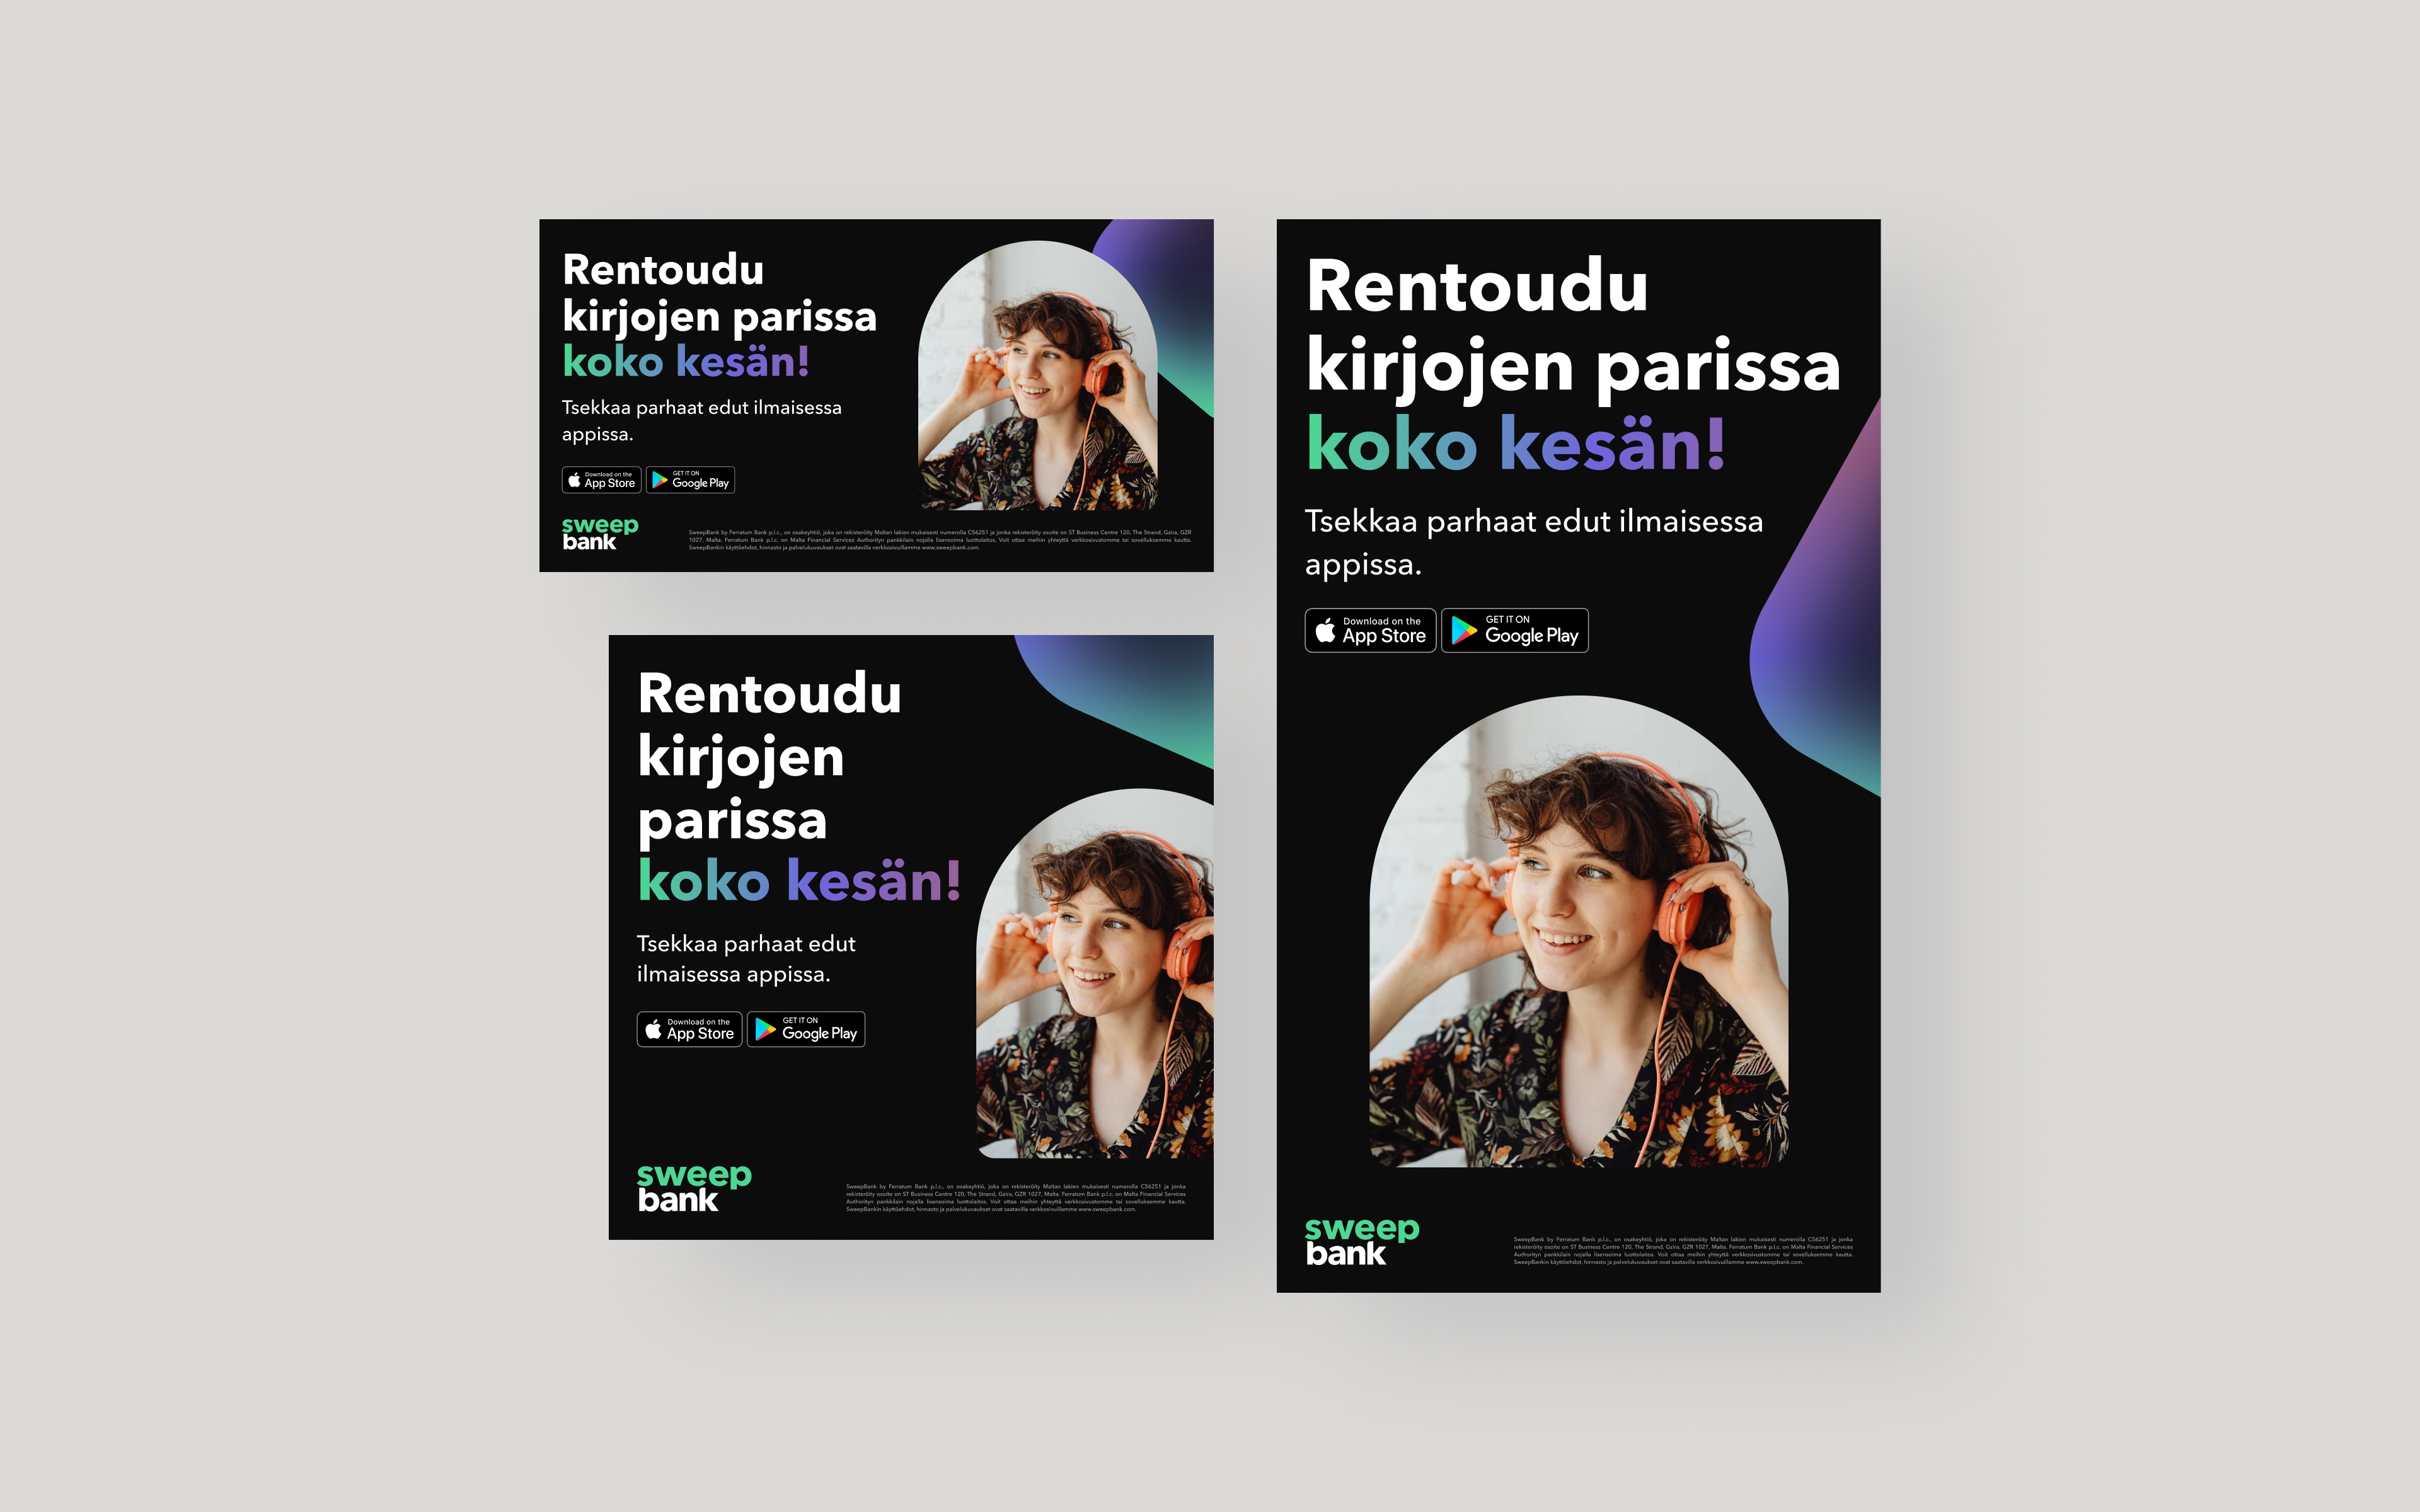 Rentoudu
kirjojen parissa
koko kesän!
Tsekkaa parhaat edut ilmaisessa
appissa.
Download on the
App Store
GET IT ON
Google Play
sweep
bank
SweepBank by Ferratum Bank p.l.c., on osakeyhtiö, joka on rekisteröity Maltan lakien mukaisesti numerolla C56251 ja jonka rekisteröity osoite on ST Business Centre 120, The Strand, Gzira, GZR
1027, Malta. Ferratum Bank p.l.c. on Malta Financial Services Authorityn pankkilain nojalla lisensoima luottolaitos. Voit ottaa meihin yhteyttä verkkosivustomme tai sovelluksemme kautta.
SweepBankin käyttöehdot, hinnasto ja palvelukuvaukset ovat saatavilla verkkosivuillamme www.sweepbank.com.
Rentoudu
kirjojen
parissa
koko kesän!
Tsekkaa parhaat edut
ilmaisessa appissa.
Download on the
App Store
GET IT ON
Google Play
sweep
bank
SweepBank by Ferratum Bank p.l.c., on osakeyhtiö, joka on rekisteröity Maltan lakien mukaisesti numerolla C56251 ja jonka
rekisteröity osoite on ST Business Centre 120, The Strand, Gzira, GZR 1027, Malta. Ferratum Bank p.l.c. on Malta Financial Services
Authorityn pankkilain nojalla lisensoima luottolaitos. Voit ottaa meihin yhteyttä verkkosivustomme tai sovelluksemme kautta.
SweepBankin käyttöehdot, hinnasto ja palvelukuvaukset ovat saatavilla verkkosivuillamme www.sweepbank.com.
Rentoudu
kirjojen parissa
koko kesän!
Tsekkaa parhaat edut ilmaisessa
appissa.
Download on the
App Store
GET IT ON
Google Play
sweep
bank
SweepBank by Ferratum Bank p.l.c., on osakeyhtiö, joka on rekisteröity Maltan lakien mukaisesti numerolla C56251 ja jonka
rekisteröity osoite on ST Business Centre 120, The Strand, Gzira, GZR 1027, Malta. Ferratum Bank p.l.c. on Malta Financial Services
Authorityn pankkilain nojalla lisensoima luottolaitos. Voit ottaa meihin yhteyttä verkkosivustomme tai sovelluksemme kautta.
SweepBankin käyttöehdot, hinnasto ja palvelukuvaukset ovat saatavilla verkkosivuillamme www.sweepbank.com.